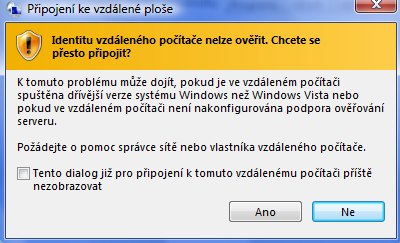 Připojení ke vzdálené ploše
Identitu vzdáleného počítače nelze ověřit. Chcete se
přesto připojit?
K tomuto problému může dojít, pokud je ve vzdáleném počítači
spuštěna dřívější verze systému Windows než Windows Vista nebo
pokud ve vzdáleném počítači není nakonfigurována podpora ověřování
serveru.
Požádejte o pomoc správce sítě nebo vlastníka vzdáleného počítače.
Tento dialog již pro připojení k tomuto vzdálenému počítači příště
nezobrazovat
Ano
Ne